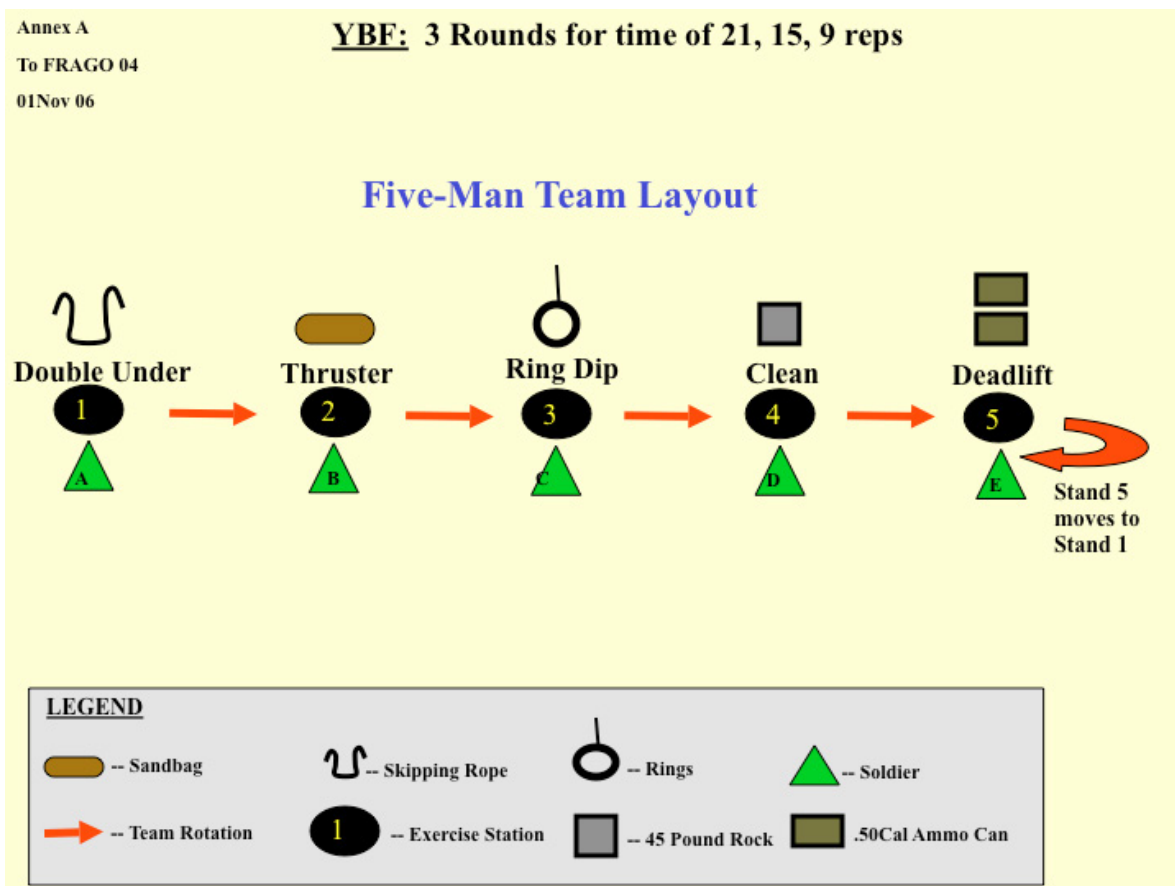 Annex A
To FRAGO 04
01Nov 06
YBF: 3 Rounds for time of 21, 15, 9 reps
Five-Man Team Layout
Double Under
Thruster
Ring Dip
Clean
Deadlift
1
2
3
4
5
A
B
C
D
E
Stand 5
moves to
Stand 1
LEGEND
-- Sandbag
-- Skipping Rope
-- Rings
-- Soldier
-- Team Rotation
1
-- Exercise Station
-- 45 Pound Rock
.50Cal Ammo Can